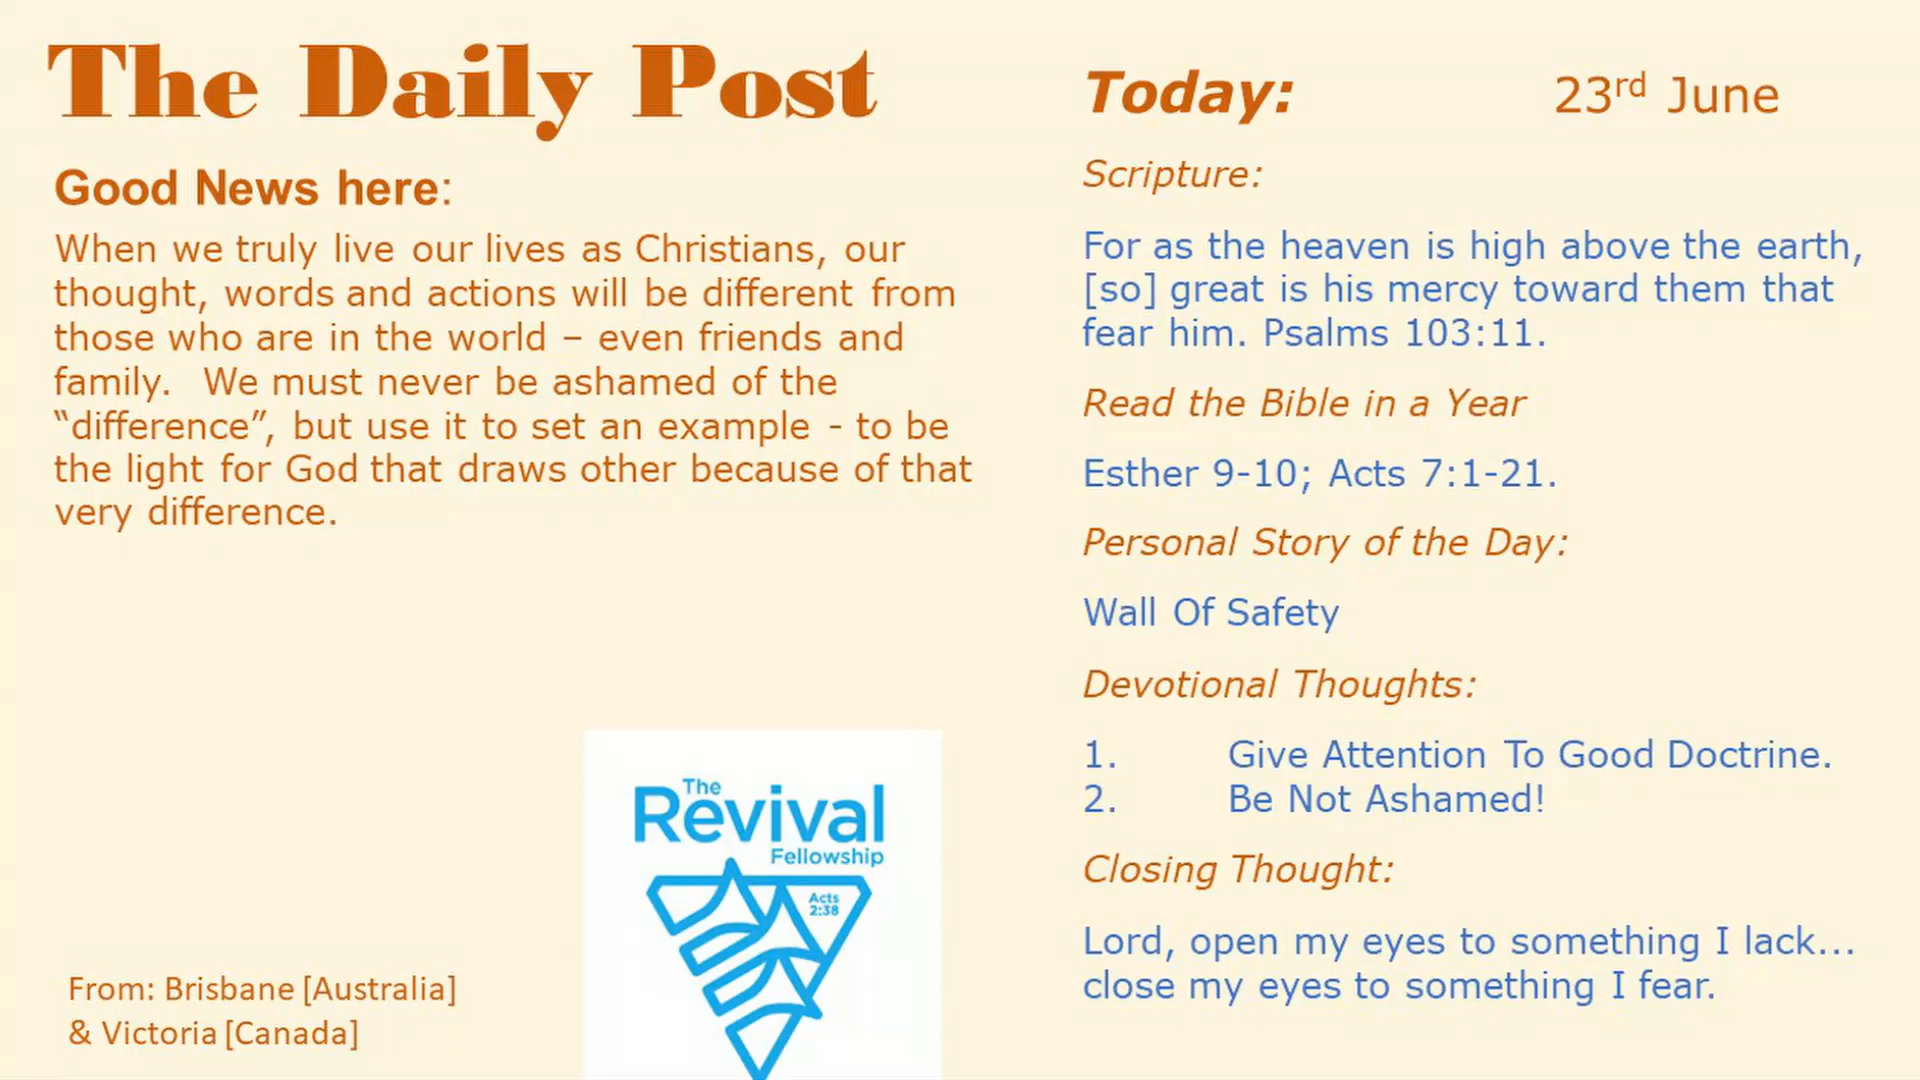 The Daily Post
Good News here:
When we truly live our lives as Christians, our
thought, words and actions will be different from
those who are in the world – even friends and
family.  We must never be ashamed of the
“difference”, but use it to set an example - to be
the light for God that draws other because of that
very difference.
The
Revival
Fellowship
Acts
2:38
From: Brisbane [Australia]
& Victoria [Canada]
Today: 23rd June
Scripture:
For as the heaven is high above the earth,
[so] great is his mercy toward them that
fear him. Psalms 103:11.
Read the Bible in a Year
Esther 9-10; Acts 7:1-21.
Personal Story of the Day:
Wall Of Safety
Devotional Thoughts:
1. Give Attention To Good Doctrine.
2. Be Not Ashamed!
Closing Thought:
Lord, open my eyes to something I lack...
close my eyes to something I fear.